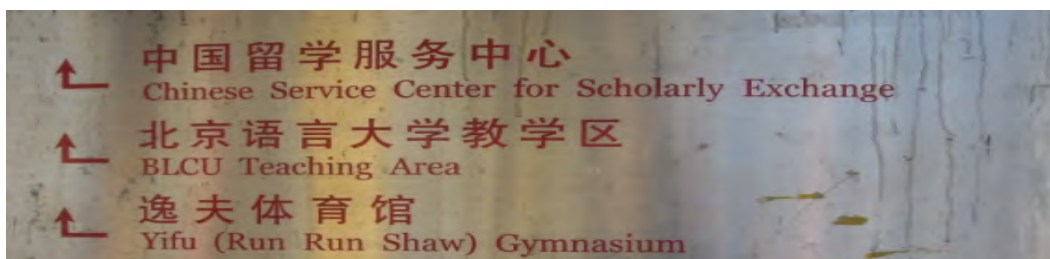 中国留学服务中心
Chinese Service Center for Scholarly Exchange
北京语言大学教学区
BLCU Teaching Area
逸夫体育馆
Yifu (Run Run Shaw) Gymnasium